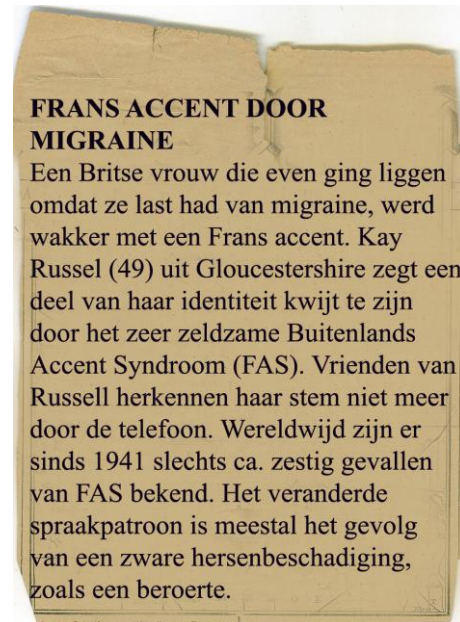 FRANS ACCENT DOOR
MIGRAINE
Een Britse vrouw die even ging liggen
omdat ze last had van migraine, werd
wakker met een Frans accent. Kay
Russel (49) uit Gloucestershire zegt een
deel van haar identiteit kwijt te zijn
door het zeer zeldzame Buitenlands
Accent Syndroom (FAS). Vrienden van
Russell herkennen haar stem niet meer
door de telefoon. Wereldwijd zijn er
sinds 1941 slechts ca. zestig gevallen
van FAS bekend. Het veranderde
spraakpatroon is meestal het gevolg
van een zware hersenbeschadiging,
zoals een beroerte.